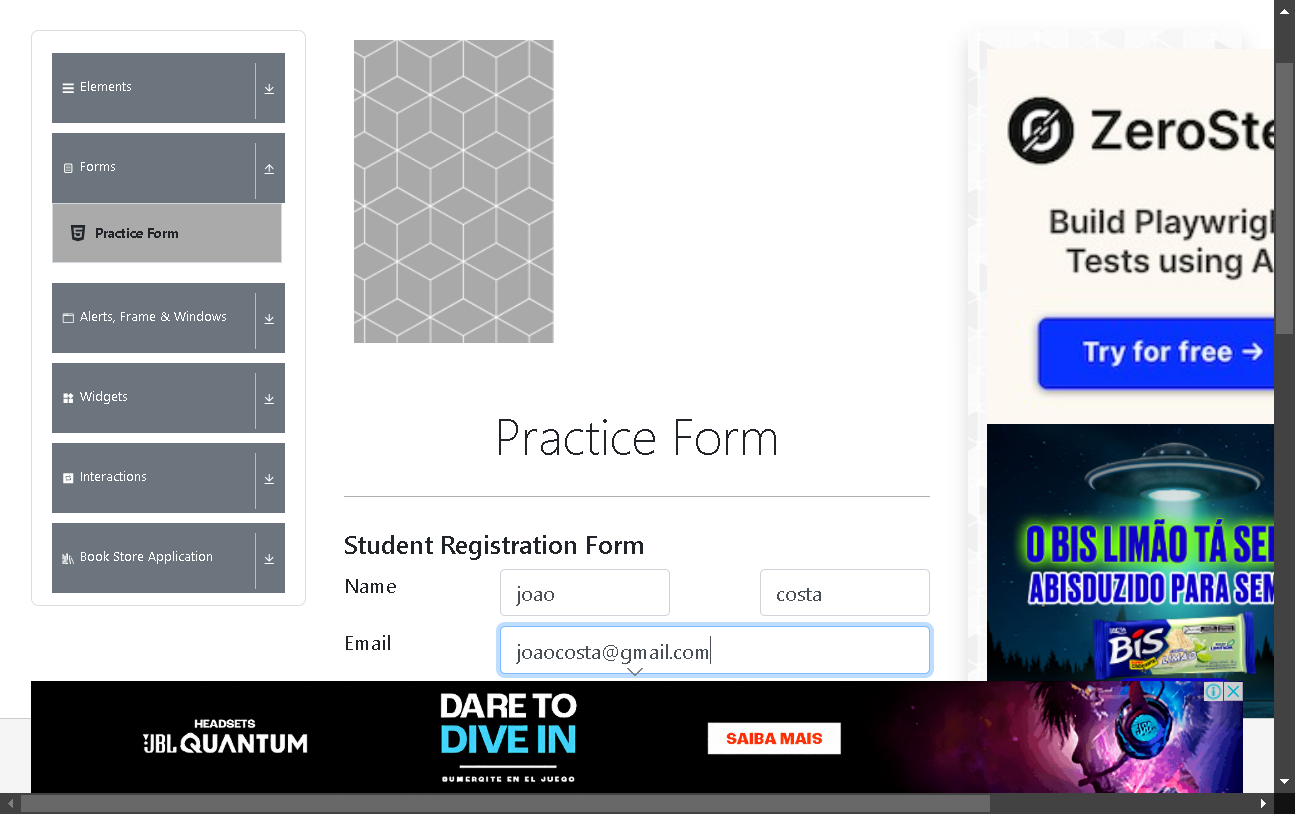 Elements
Forms
Practice Form
Alerts, Frame & Windows
Widgets
Interactions
Book Store Application
Practice Form
Student Registration Form
Name
joao
costa
Email
joaocosta@gmail.com
ZeroSte
Build Playwrigh
Tests using A
Try for free →
O BIS LIMÃO TÁ SE
ABISDUZIDO PARA SEM
BIS
LIMÃO
HEADSETS
JBL QUANTUM
DARE TO
DIVE IN
SUMERGITE EN EL JUEGO
SAIBA MAIS
JBL